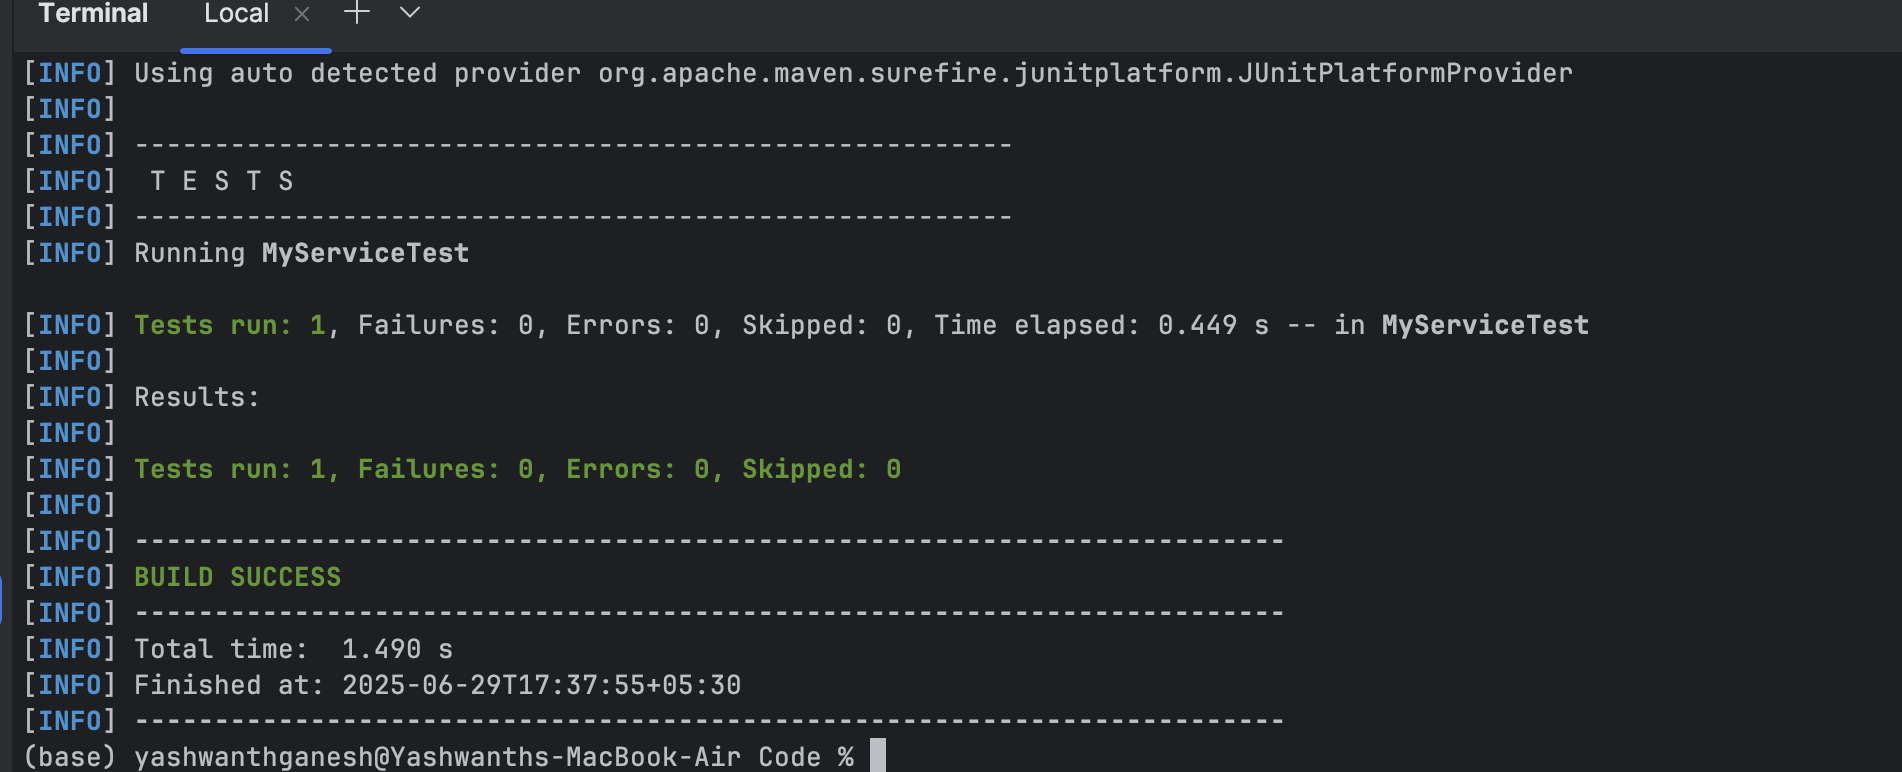 Terminal Local × + ⌄
[INFO] Using auto detected provider org.apache.maven.surefire.junitplatform.JUnitPlatformProvider
[INFO]
[INFO] -------------------------------------------------------
[INFO]  T E S T S
[INFO] -------------------------------------------------------
[INFO] Running MyServiceTest
[INFO] Tests run: 1, Failures: 0, Errors: 0, Skipped: 0, Time elapsed: 0.449 s -- in MyServiceTest
[INFO]
[INFO] Results:
[INFO]
[INFO] Tests run: 1, Failures: 0, Errors: 0, Skipped: 0
[INFO]
[INFO] ------------------------------------------------------------------------
[INFO] BUILD SUCCESS
[INFO] ------------------------------------------------------------------------
[INFO] Total time:  1.490 s
[INFO] Finished at: 2025-06-29T17:37:55+05:30
[INFO] ------------------------------------------------------------------------
(base) yashwanthganesh@Yashwanths-MacBook-Air Code %